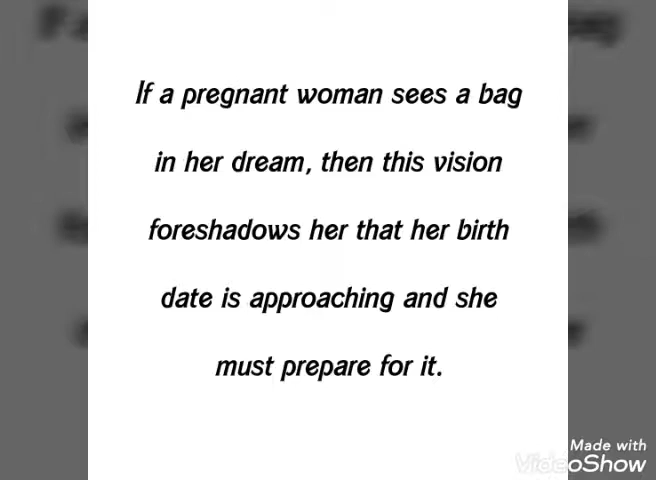 If a pregnant woman sees a bag
in her dream, then this vision
foreshadows her that her birth
date is approaching and she
must prepare for it.
Made with
VideoShow